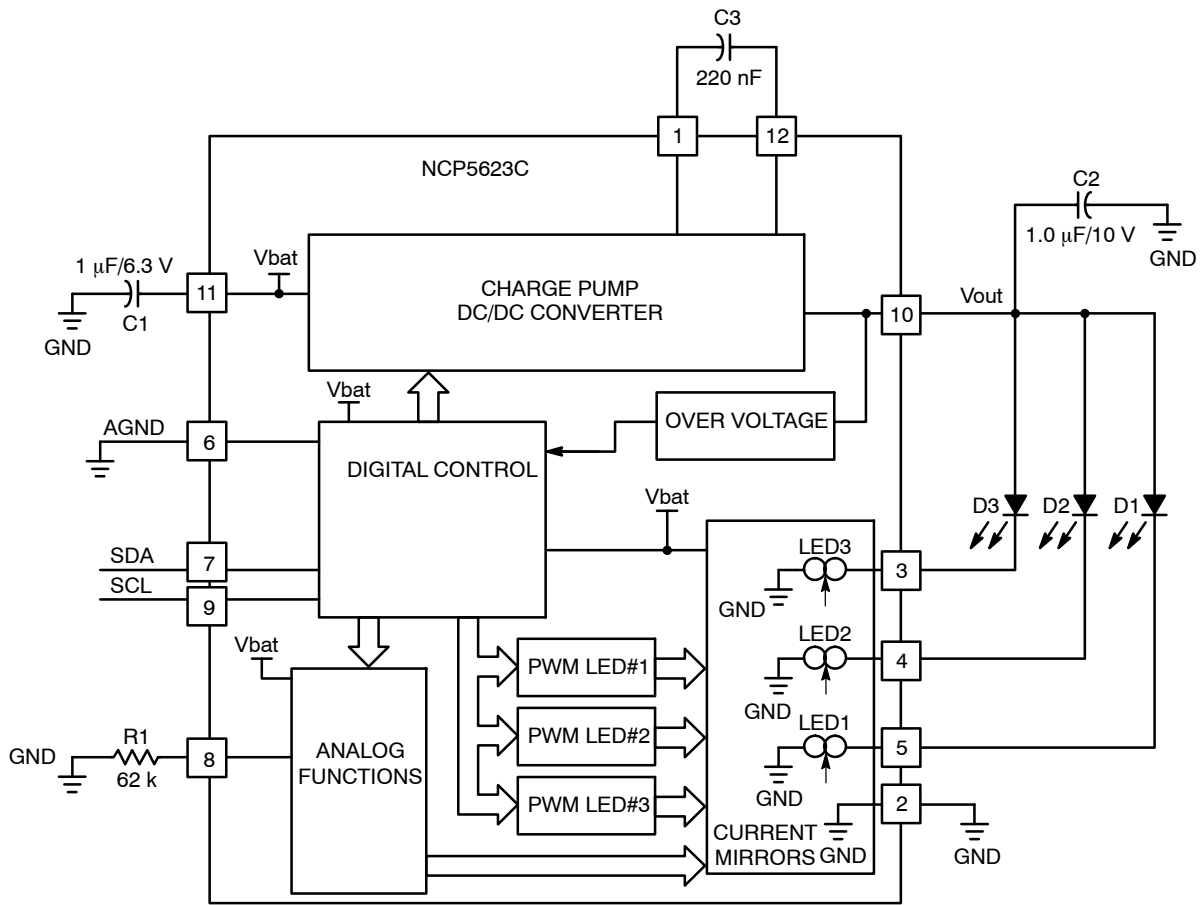 C3
220 nF
1
12
NCP5623C
C2
1.0 μF/10 V
GND
1 μF/6.3 V
Vbat
11
C1
GND
CHARGE PUMP
DC/DC CONVERTER
Vout
10
Vbat
AGND
6
OVER VOLTAGE
DIGITAL CONTROL
Vbat
D3
D2
D1
SDA
7
SCL
9
LED3
3
GND
Vbat
PWM LED#1
LED2
4
GND
PWM LED#2
LED1
5
GND
R1
GND
8
62 k
ANALOG
FUNCTIONS
PWM LED#3
2
CURRENT
MIRRORS
GND
GND